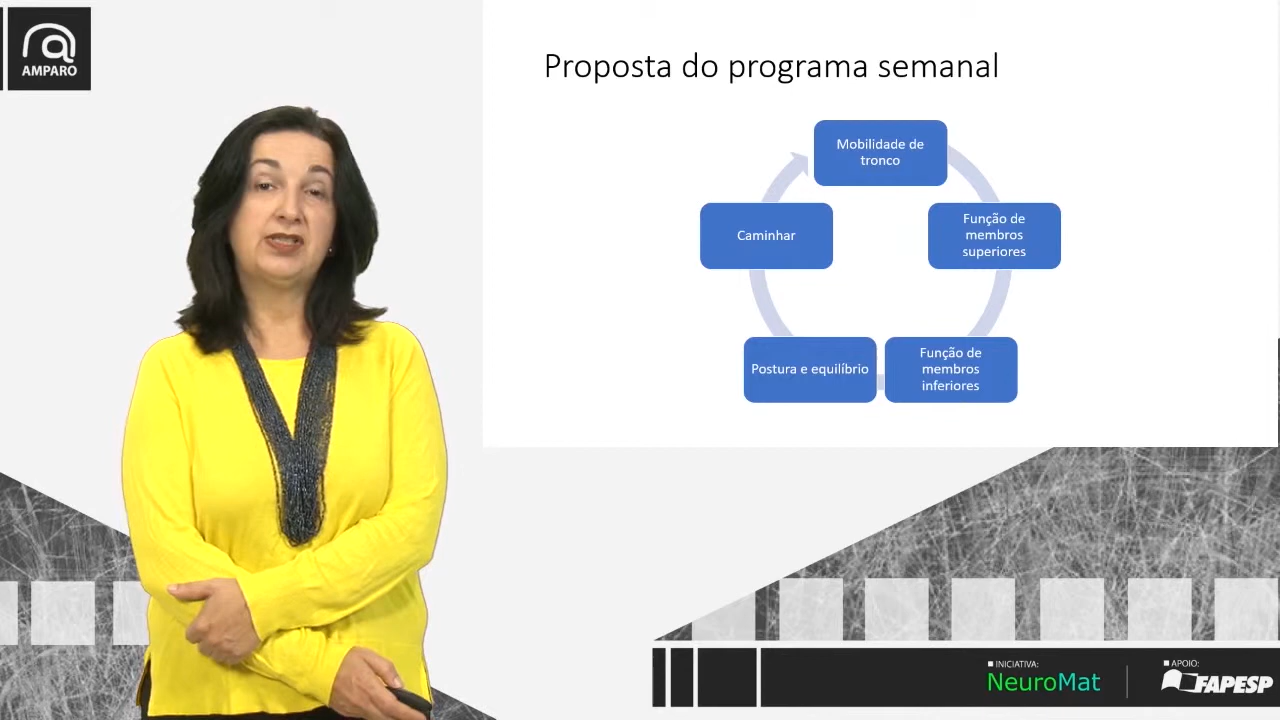 AMPARO
Proposta do programa semanal
Mobilidade de
tronco
Função de
membros
superiores
Função de
membros
inferiores
Postura e equilíbrio
Caminhar
INICIATIVA:
NeuroMat
APOIO:
FAPESP